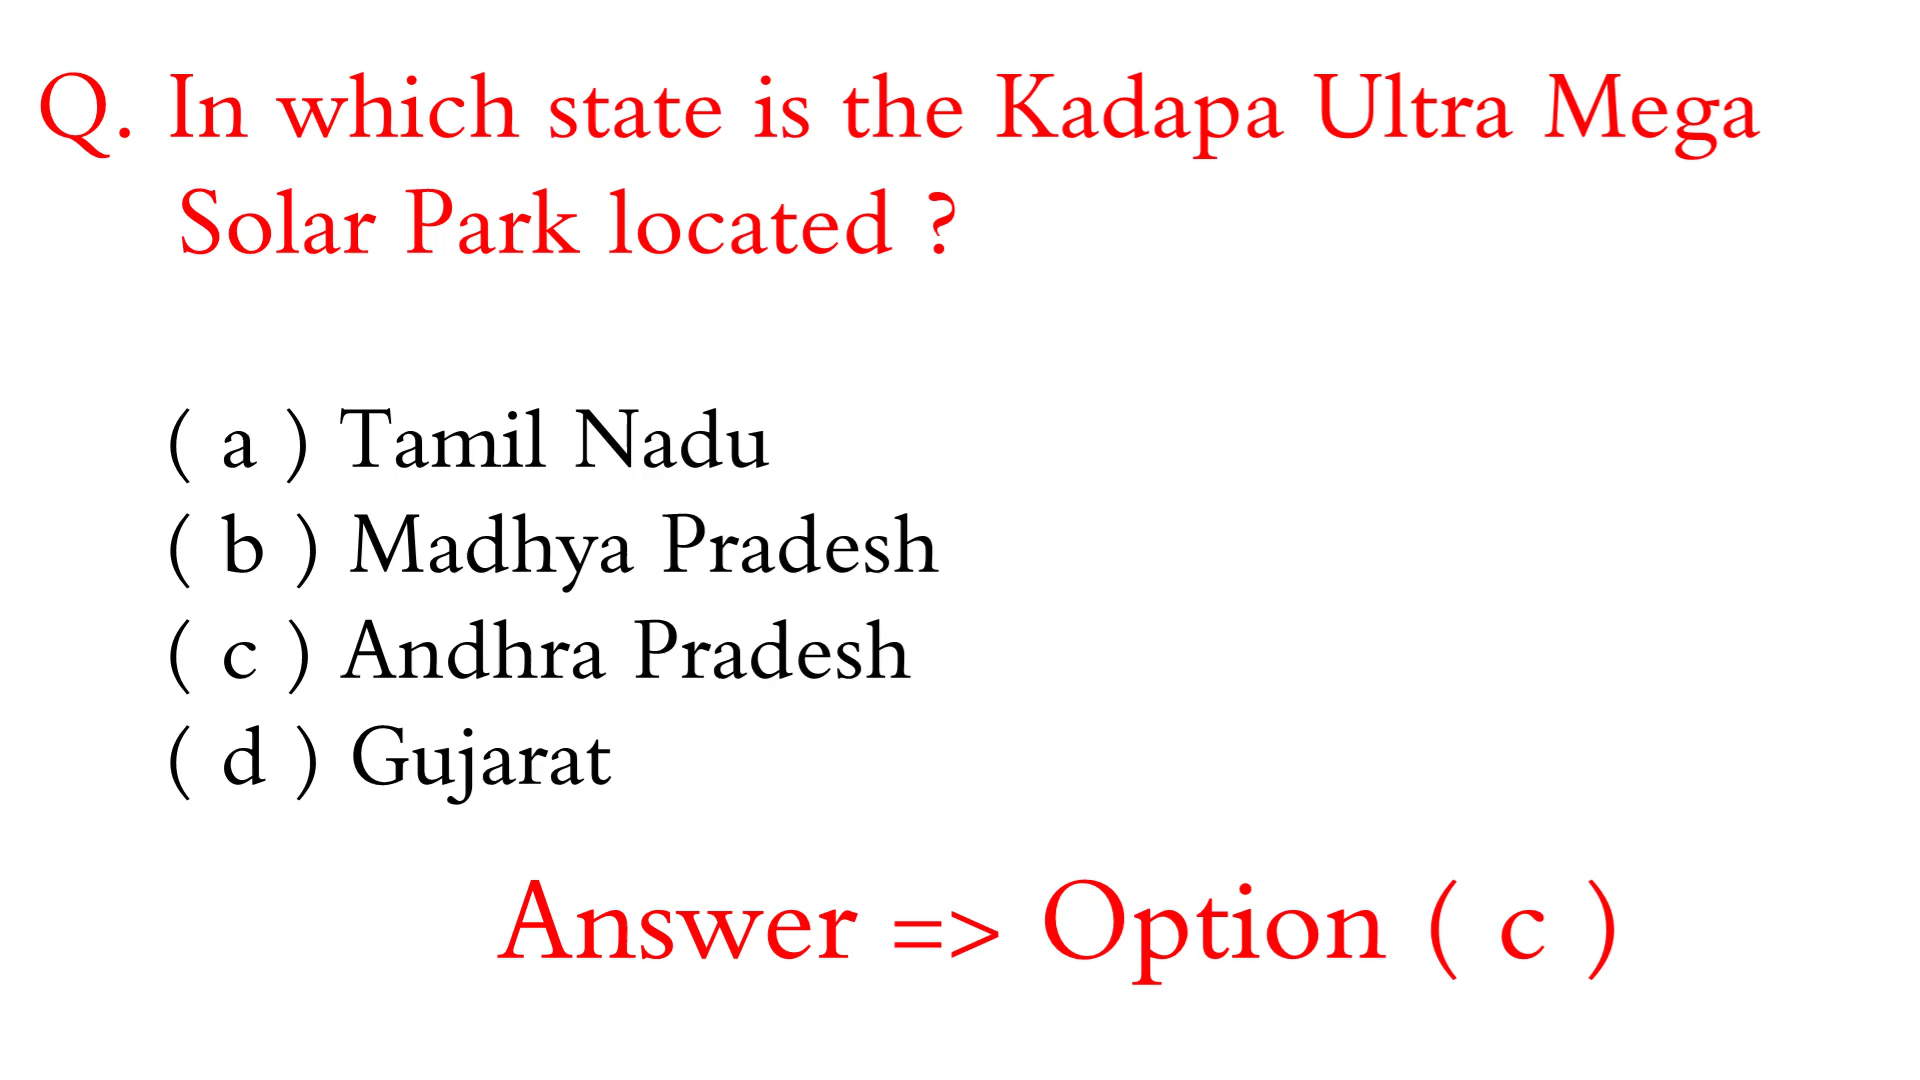 Q. In which state is the Kadapa Ultra Mega
Solar Park located ?
( a ) Tamil Nadu
( b ) Madhya Pradesh
( c ) Andhra Pradesh
( d ) Gujarat
Answer => Option ( c )